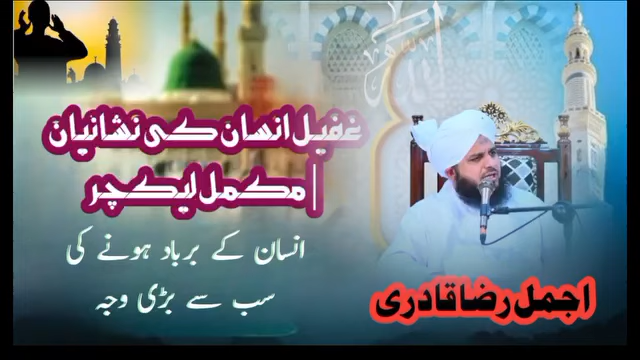 غفیل انسان کی نشانیاں
| مکمل لیکچر
انسان کے برباد ہونے کی
سب سے بڑی وجہ
اجمل رضا قادری